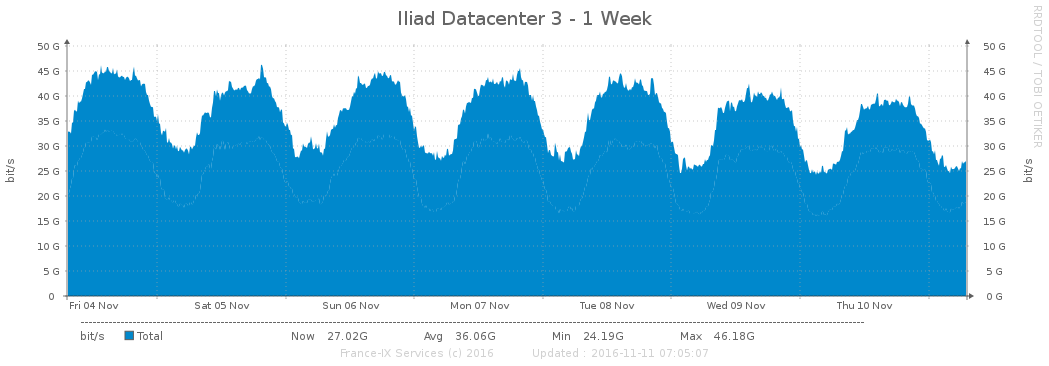 Iliad Datacenter 3 - 1 Week
RRDTOOL / TOBI OETIKER
bit/s
50 G 50 G
45 G 45 G
40 G 40 G
35 G 35 G
30 G 30 G
25 G 25 G
20 G 20 G
15 G 15 G
10 G 10 G
5 G 5 G
0 0 G
bit/s
Fri 04 Nov Sat 05 Nov Sun 06 Nov Mon 07 Nov Tue 08 Nov Wed 09 Nov Thu 10 Nov
bit/s Total Now 27.02G Avg 36.06G Min 24.19G Max 46.18G
France-IX Services (c) 2016 Updated : 2016-11-11 07:05:07